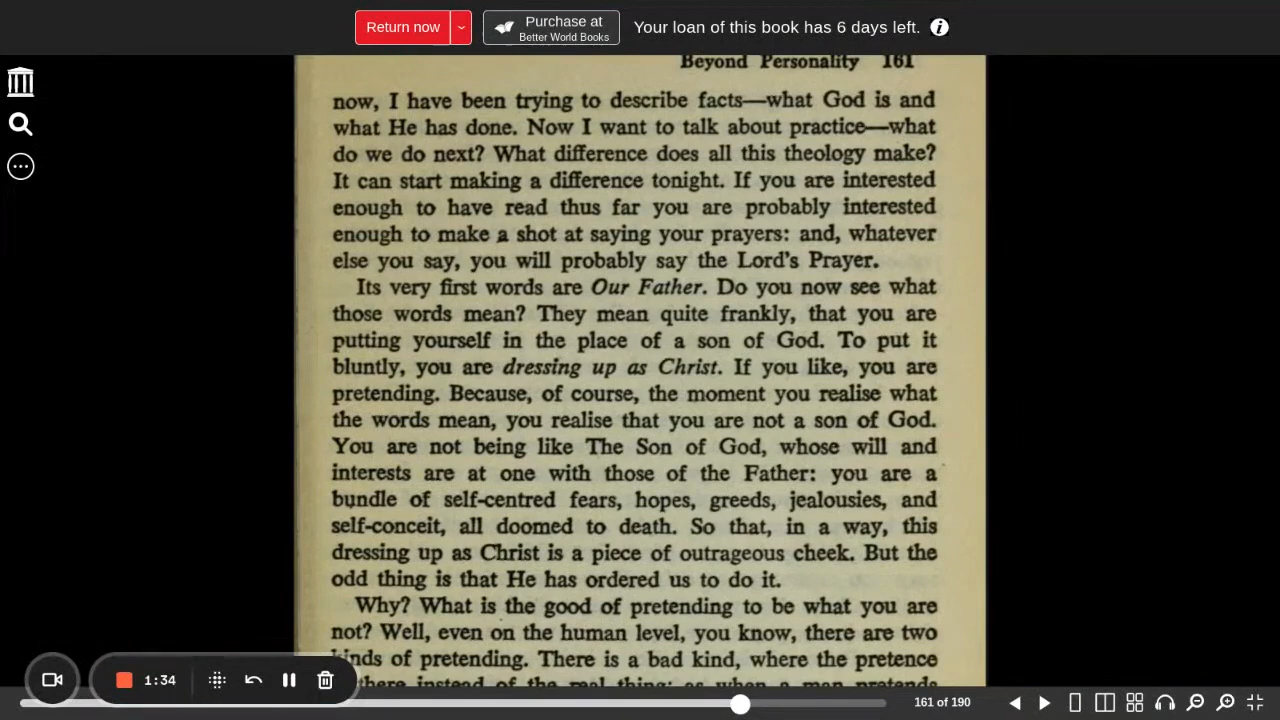 Return now
Purchase at
Better World Books
Your loan of this book has 6 days left.
Beyond Personality 161
now, I have been trying to describe facts—what God is and
what He has done. Now I want to talk about practice—what
do we do next? What difference does all this theology make?
It can start making a difference tonight. If you are interested
enough to have read thus far you are probably interested
enough to make a shot at saying your prayers: and, whatever
else you say, you will probably say the Lord's Prayer.
Its very first words are Our Father. Do you now see what
those words mean? They mean quite frankly, that you are
putting yourself in the place of a son of God. To put it
bluntly, you are dressing up as Christ. If you like, you are
pretending. Because, of course, the moment you realise what
the words mean, you realise that you are not a son of God.
You are not being like The Son of God, whose will and
interests are at one with those of the Father: you are a
bundle of self-centred fears, hopes, greeds, jealousies, and
self-conceit, all doomed to death. So that, in a way, this
dressing up as Christ is a piece of outrageous cheek. But the
odd thing is that He has ordered us to do it.
Why? What is the good of pretending to be what you are
not? Well, even on the human level, you know, there are two
kinds of pretending. There is a bad kind, where the pretence
there instead of the real thing; as when a man pretends
1:34
161 of 190